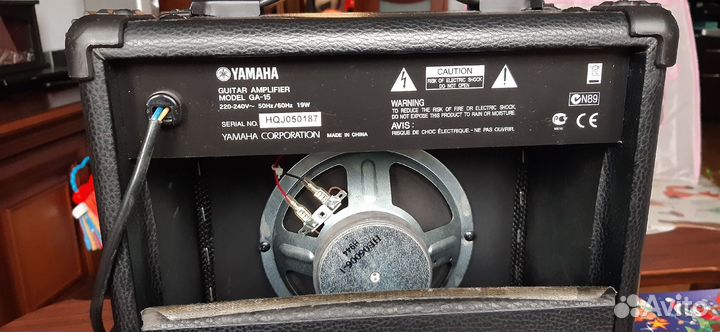 YAMAHA
GUITAR AMPLIFIER
MODEL GA-15
220-240V~ 50Hz/60Hz 19W
SERIAL NO. HQJ050187
YAMAHA CORPORATION MADE IN CHINA
CAUTION
RISK OF ELECTRIC SHOCK
DO NOT OPEN
WARNING
TO REDUCE THE RISK OF FIRE OR ELECTRIC SHOCK,
DO NOT EXPOSE THIS PRODUCT TO RAIN OR MOISTURE.
AVIS :
RISQUE DE CHOC ÉLECTRIQUE - NE PAS OUVRIR.
N89
CE
Avito